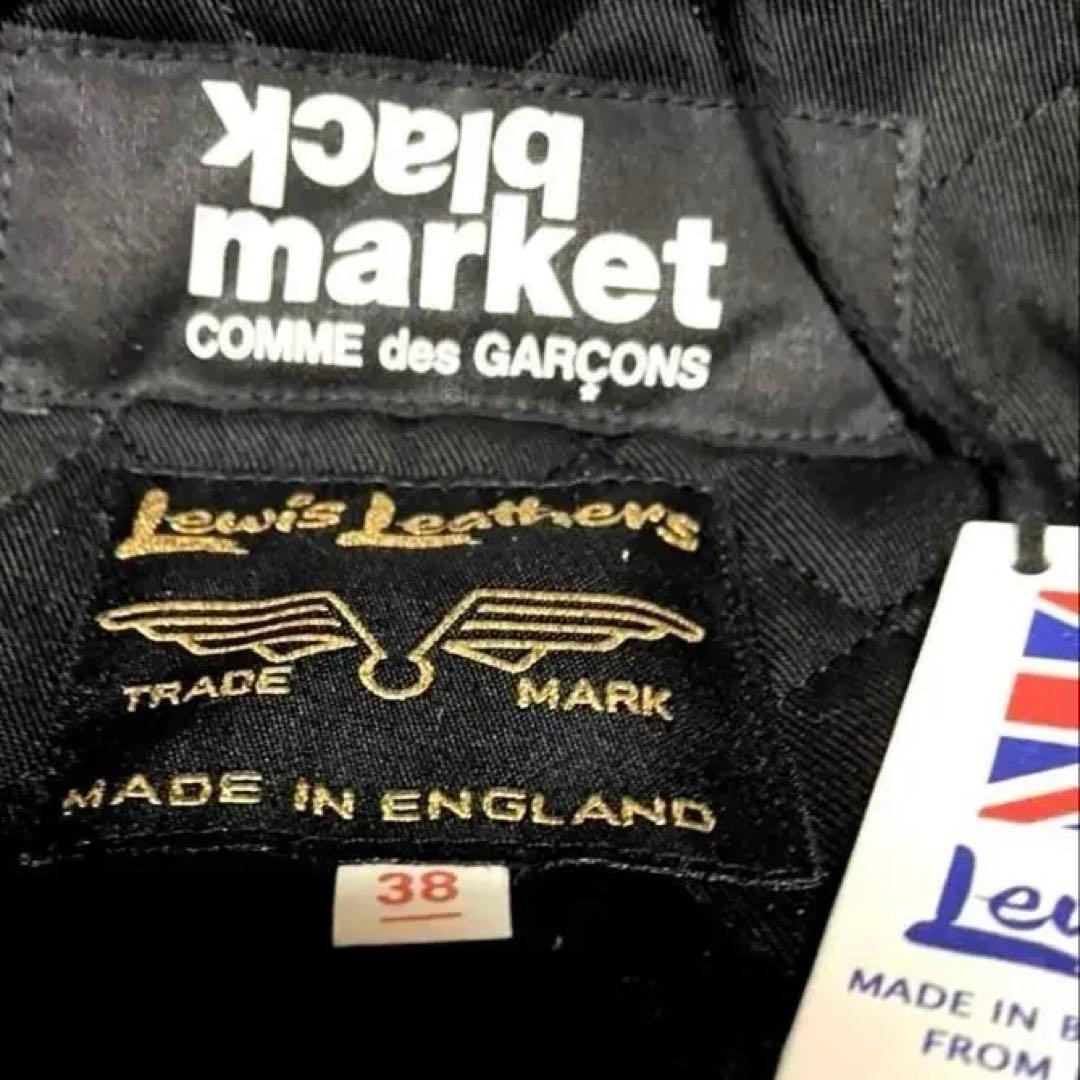 black
market
COMME des GARÇONS
Lewis Leathers
TRADE MARK
MADE IN ENGLAND
38
MADE IN
FROM